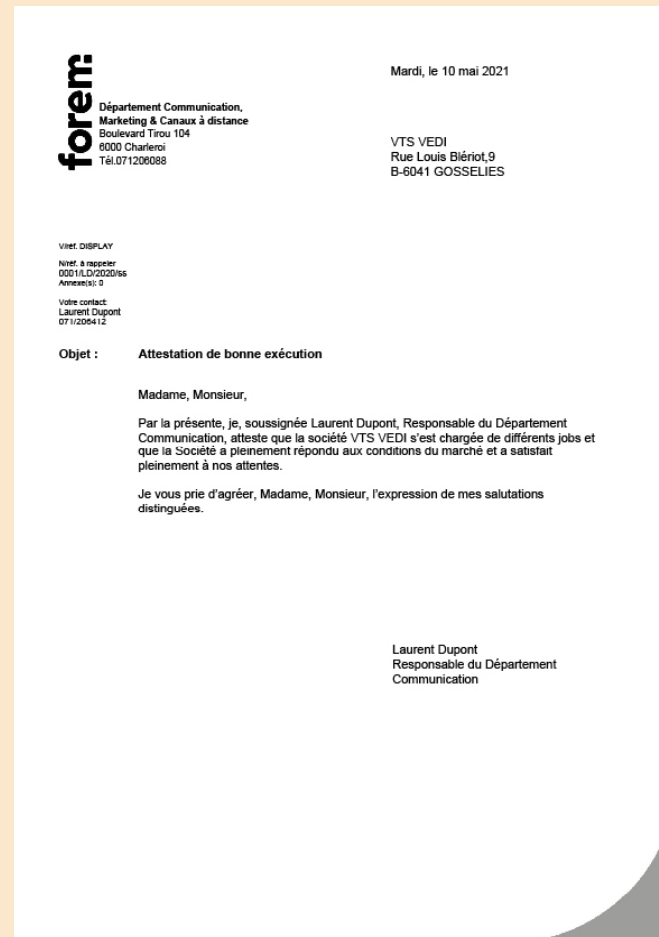 forem
Mardi, le 10 mai 2021
Département Communication,
Marketing & Canaux à distance
Boulevard Tirou 104
6000 Charleroi
Tél.071206088
VTS VEDI
Rue Louis Blériot,9
B-6041 GOSSELIES
V/réf. DISPLAY
N/réf. à rappeler
0001/LD/2020/66
Annexe(s): 0
Votre contact:
Laurent Dupont
071/206412
Objet : Attestation de bonne exécution
Madame, Monsieur,
Par la présente, je, soussignée Laurent Dupont, Responsable du Département
Communication, atteste que la société VTS VEDI s'est chargée de différents jobs et
que la Société a pleinement répondu aux conditions du marché et a satisfait
pleinement à nos attentes.
Je vous prie d'agréer, Madame, Monsieur, l'expression de mes salutations
distinguées.
Laurent Dupont
Responsable du Département
Communication